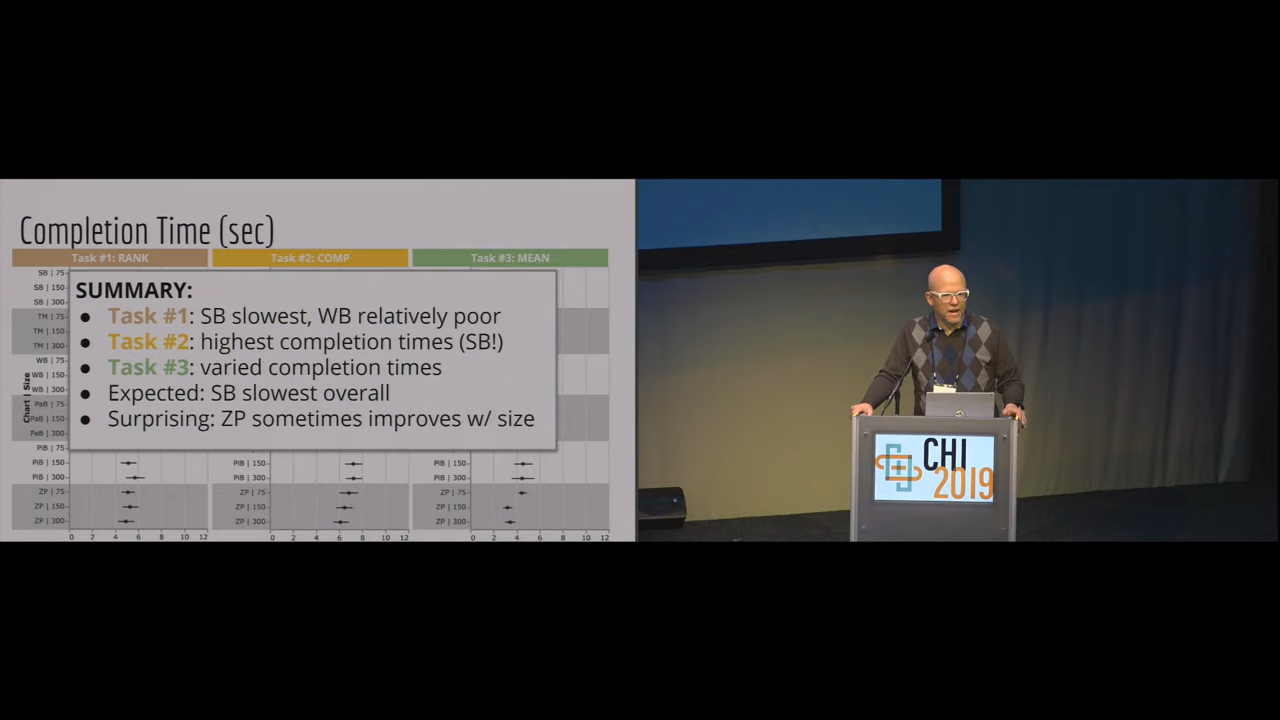 Completion Time (sec)
Task #1: RANK
Task #2: COMP
Task #3: MEAN
SB | 75
SB | 150
SB | 300
TM | 75
TM | 150
TM | 300
WB | 75
WB | 150
WB | 300
PaB | 75
PaB | 150
PaB | 300
PiB | 75
Chart | Size
SUMMARY:
● Task #1: SB slowest, WB relatively poor
● Task #2: highest completion times (SB!)
● Task #3: varied completion times
● Expected: SB slowest overall
● Surprising: ZP sometimes improves w/ size
PiB | 150
PiB | 300
ZP | 75
ZP | 150
ZP | 300
0 2 4 6 8 10 12
PiB | 150
PiB | 300
ZP | 75
ZP | 150
ZP | 300
0 2 4 6 8 10 12
PiB | 150
PiB | 300
ZP | 75
ZP | 150
ZP | 300
0 2 4 6 8 10 12
CHI
2019